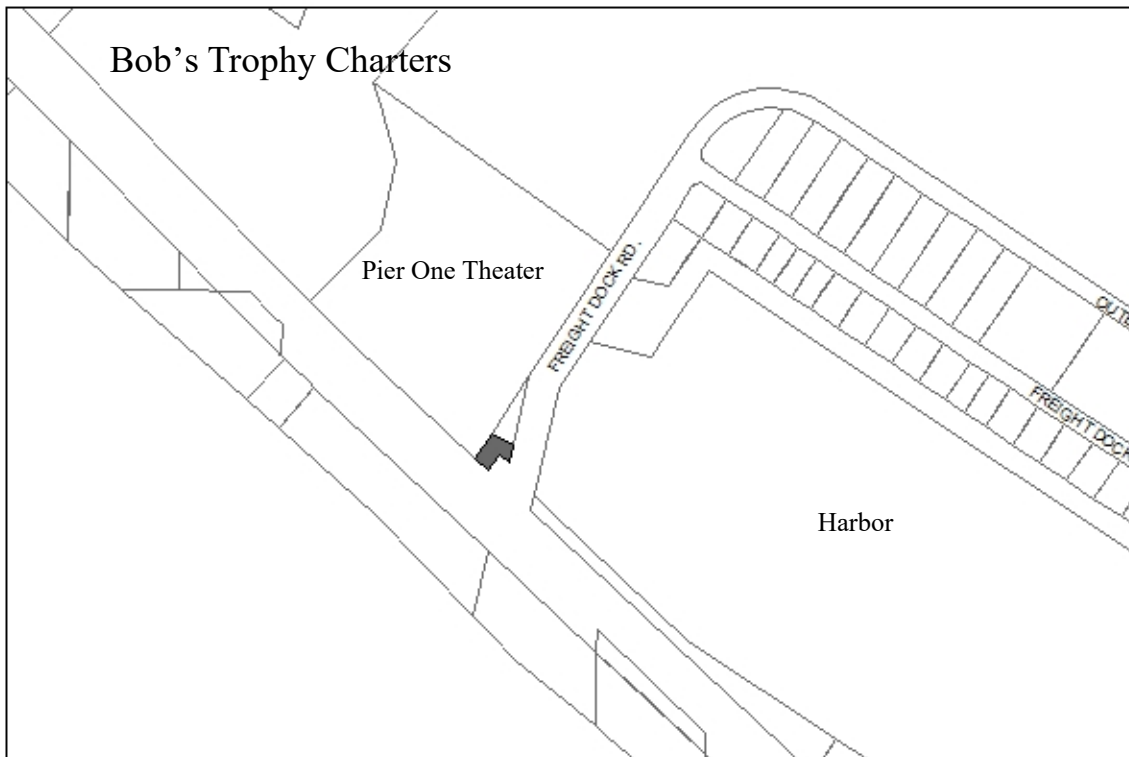 Bob’s Trophy Charters
Pier One Theater
FREIGHT DOCK RD.
FREIGHT DOCK
Harbor